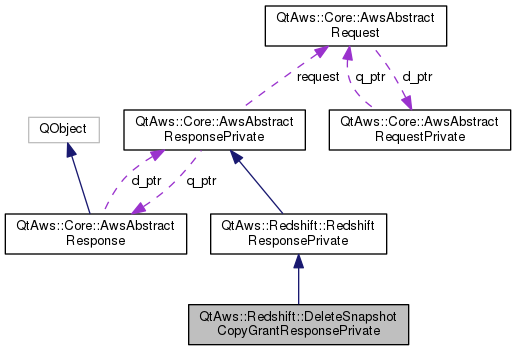 QtAws::Core::AwsAbstract
Request
request
q_ptr
d_ptr
QtAws::Core::AwsAbstract
ResponsePrivate
QtAws::Core::AwsAbstract
RequestPrivate
QObject
d_ptr
q_ptr
QtAws::Core::AwsAbstract
Response
QtAws::Redshift::Redshift
ResponsePrivate
QtAws::Redshift::DeleteSnapshot
CopyGrantResponsePrivate